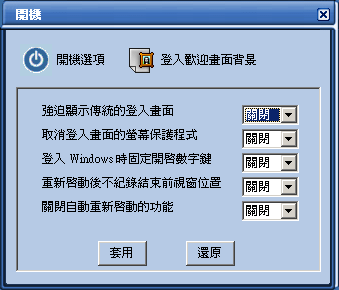 開機
開機選項 登入歡迎畫面背景
強迫顯示傳統的登入畫面 關閉
取消登入畫面的螢幕保護程式 關閉
登入 Windows 時固定開啟數字鍵 關閉
重新啟動後不紀錄結束前視窗位置 關閉
關閉自動重新啟動的功能 關閉
套用 還原